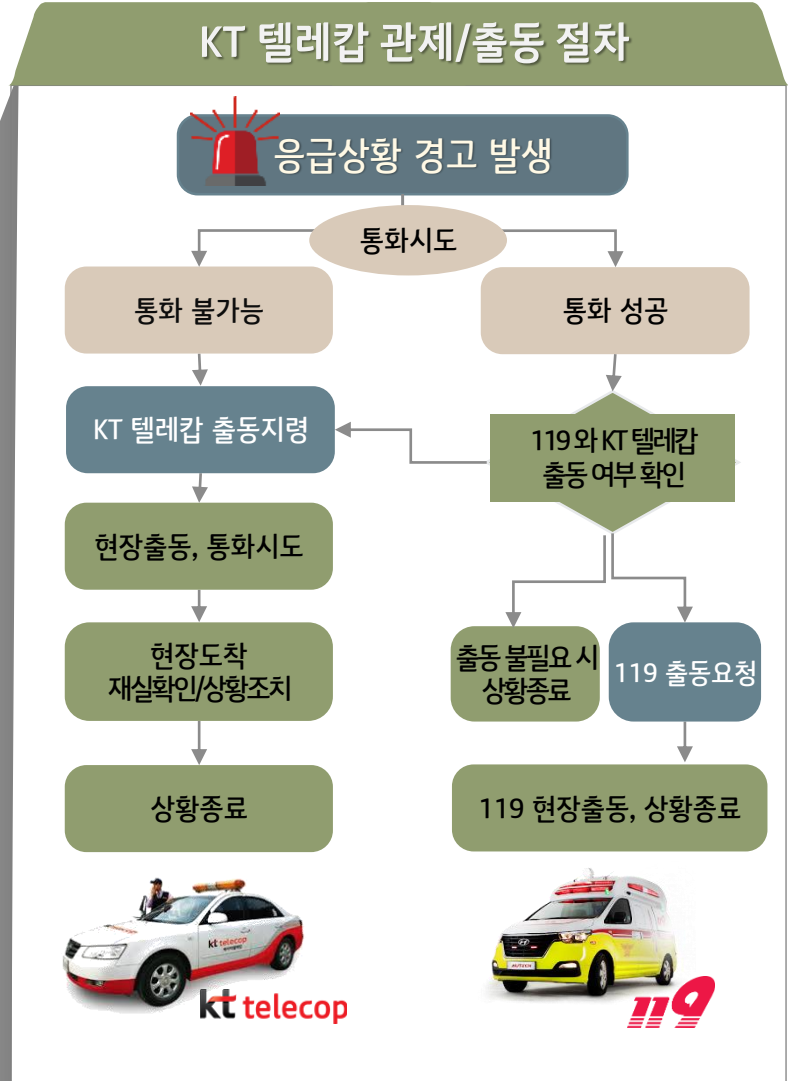 KT 텔레캅 관제/출동 절차
응급상황 경고 발생
통화시도
통화 불가능
통화 성공
KT 텔레캅 출동지령
119 와 KT 텔레캅
출동 여부 확인
현장출동, 통화시도
현장도착
재실확인/상황조치
출동 불필요 시
상황종료
119 출동요청
상황종료
119 현장출동, 상황종료
kt telecop
kt telecop
119